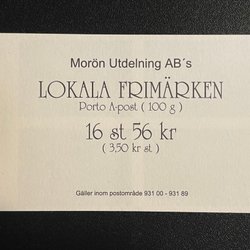 Morön Utdelning AB´s
LOKALA FRIMÄRKEN
Porto A-post ( 100 g )
16 st 56 kr
( 3,50 kr st )
Gäller inom postområde 931 00 - 931 89